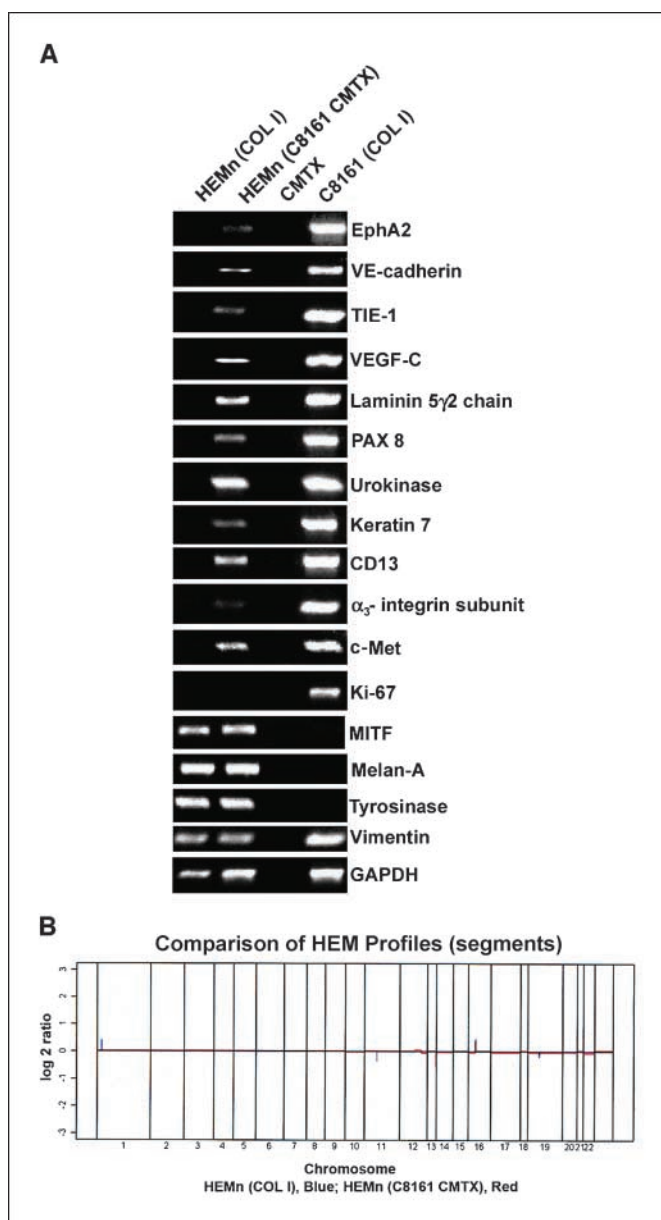 A
HEMn (COL I)
HEMn (C8161 CMTX)
CMTX
C8161 (COL I)
EphA2
VE-cadherin
TIE-1
VEGF-C
Laminin 5γ2 chain
PAX 8
Urokinase
Keratin 7
CD13
α3- integrin subunit
c-Met
Ki-67
MITF
Melan-A
Tyrosinase
Vimentin
GAPDH
B
Comparison of HEM Profiles (segments)
log 2 ratio
3
2
1
0
-1
-2
-3
1 2 3 4 5 6 7 8 9 10 11 12 13 14 15 16 17 18 19 202122
Chromosome
HEMn (COL I), Blue; HEMn (C8161 CMTX), Red